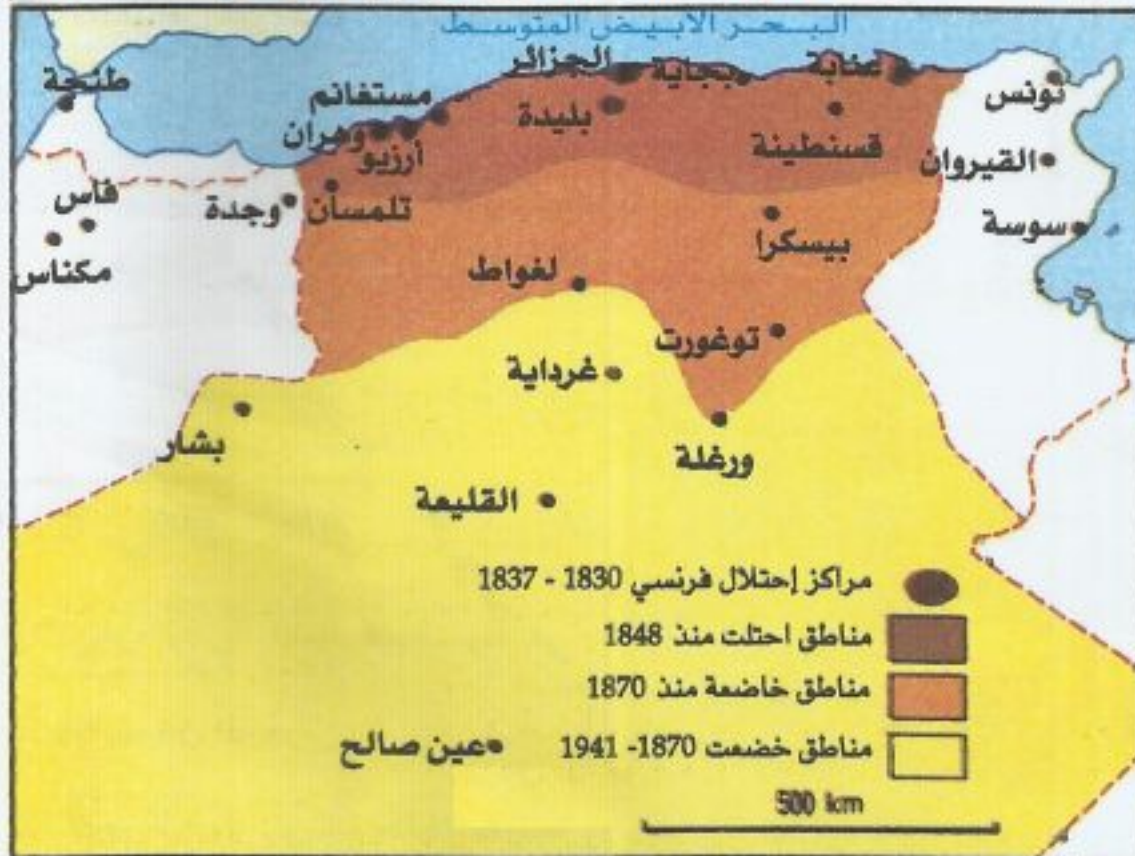 البحر الأبيض المتوسط
طنجة
الجزائر
بجاية
عنابة
تونس
مستغانم
وهران
أرزيو
بليدة
قسنطينة
القيروان
فاس
وجدة
تلمسان
بيسكرا
سوسة
مكناس
لغواط
توغورت
غرداية
بشار
ورغلة
القليعة
مراكز إحتلال فرنسي 1830 - 1837
مناطق احتلت منذ 1848
مناطق خاضعة منذ 1870
مناطق خضعت 1870- 1941
عين صالح
500 km